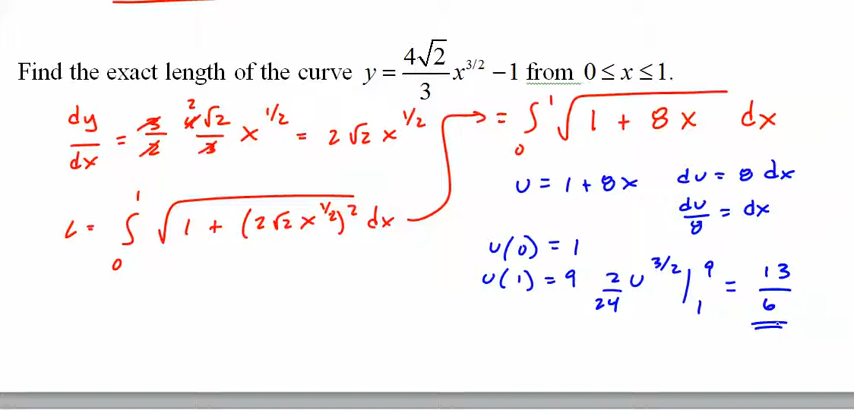 Find the exact length of the curve y = 4√2/3 x^3/2 − 1 from 0 ≤ x ≤ 1.
dy/dx = 3/2 4 2 √2/3 x^1/2 = 2√2 x^1/2
= ∫₀¹ √(1 + 8x) dx
L = ∫₀¹ √(1 + (2√2 x^1/2)²) dx
u = 1 + 8x du = 8 dx
du/8 = dx
u(0) = 1
u(1) = 9 2/24 u^3/2 |₁⁹ = 13/6